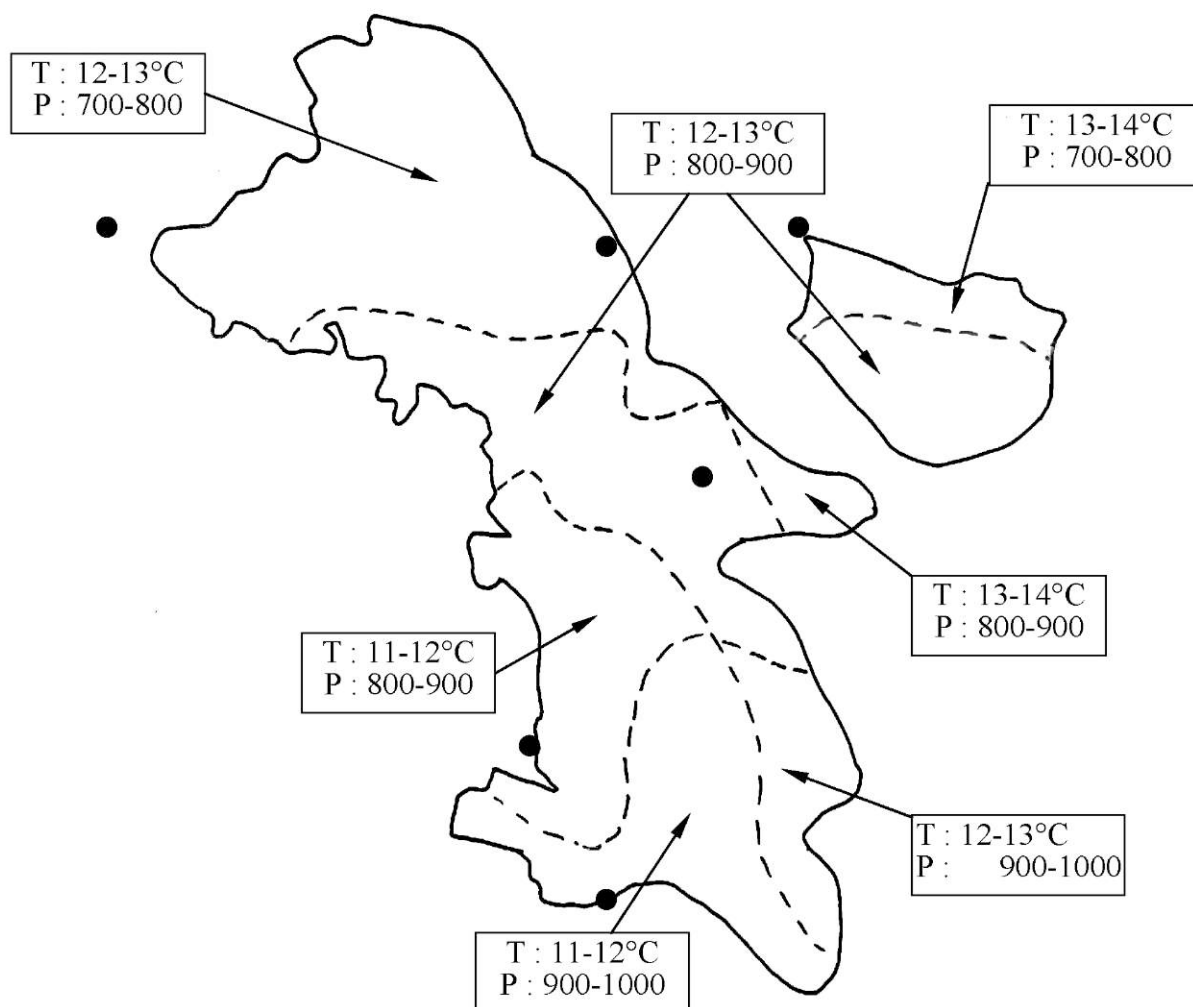 T : 12-13°C
P : 700-800
T : 12-13°C
P : 800-900
T : 13-14°C
P : 700-800
T : 13-14°C
P : 800-900
T : 11-12°C
P : 800-900
T : 12-13°C
P : 900-1000
T : 11-12°C
P : 900-1000